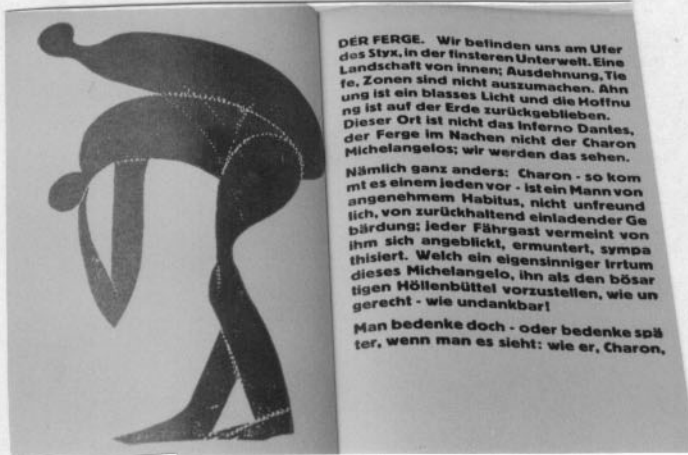 DER FERGE. Wir befinden uns am Ufer
des Styx, in der finsteren Unterwelt. Eine
Landschaft von innen; Ausdehnung, Tie
fe, Zonen sind nicht auszumachen. Ahn
ung ist ein blasses Licht und die Hoffnu
ng ist auf der Erde zurückgeblieben.
Dieser Ort ist nicht das Inferno Dantes,
der Ferge im Nachen nicht der Charon
Michelangelos; wir werden das sehen.
Nämlich ganz anders: Charon - so kom
mt es einem jeden vor - ist ein Mann von
angenehmem Habitus, nicht unfreund
lich, von zurückhaltend einladender Ge
bärdung; jeder Fährgast vermeint von
ihm sich angeblickt, ermuntert, sympa
thisiert. Welch ein eigensinniger Irrtum
dieses Michelangelo, ihn als den bösar
tigen Höllenbüttel vorzustellen, wie un
gerecht - wie undankbar!
Man bedenke doch - oder bedenke spä
ter, wenn man es sieht: wie er, Charon,